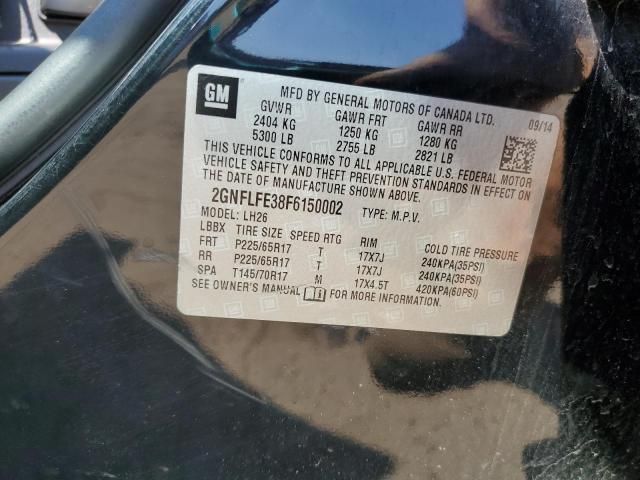 GM
MFD BY GENERAL MOTORS OF CANADA LTD.
GVWR GAWR FRT GAWR RR 09/14
2404 KG 1250 KG 1280 KG
5300 LB 2755 LB 2821 LB
THIS VEHICLE CONFORMS TO ALL APPLICABLE U.S. FEDERAL MOTOR
VEHICLE SAFETY AND THEFT PREVENTION STANDARDS IN EFFECT ON
THE DATE OF MANUFACTURE SHOWN ABOVE.
2GNFLFE38F6150002 TYPE: M.P.V.
MODEL: LH26
LBBX TIRE SIZE SPEED RTG RIM COLD TIRE PRESSURE
FRT P225/65R17 T 17X7J 240KPA(35PSI)
RR P225/65R17 T 17X7J 240KPA(35PSI)
SPA T145/70R17 M 17X4.5T 420KPA(60PSI)
SEE OWNER'S MANUAL FOR MORE INFORMATION.